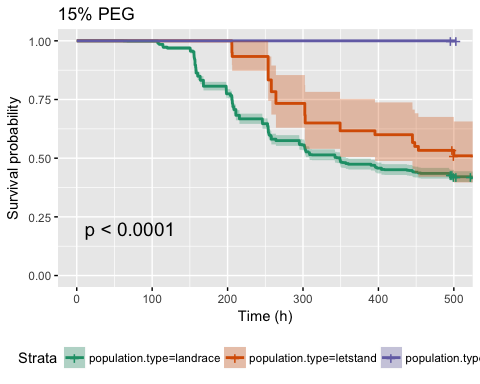 15% PEG
Survival probability
1.00
0.75
0.50
0.25
0.00
p < 0.0001
0 100 200 300 400 500
Time (h)
Strata population.type=landrace population.type=letstand population.type